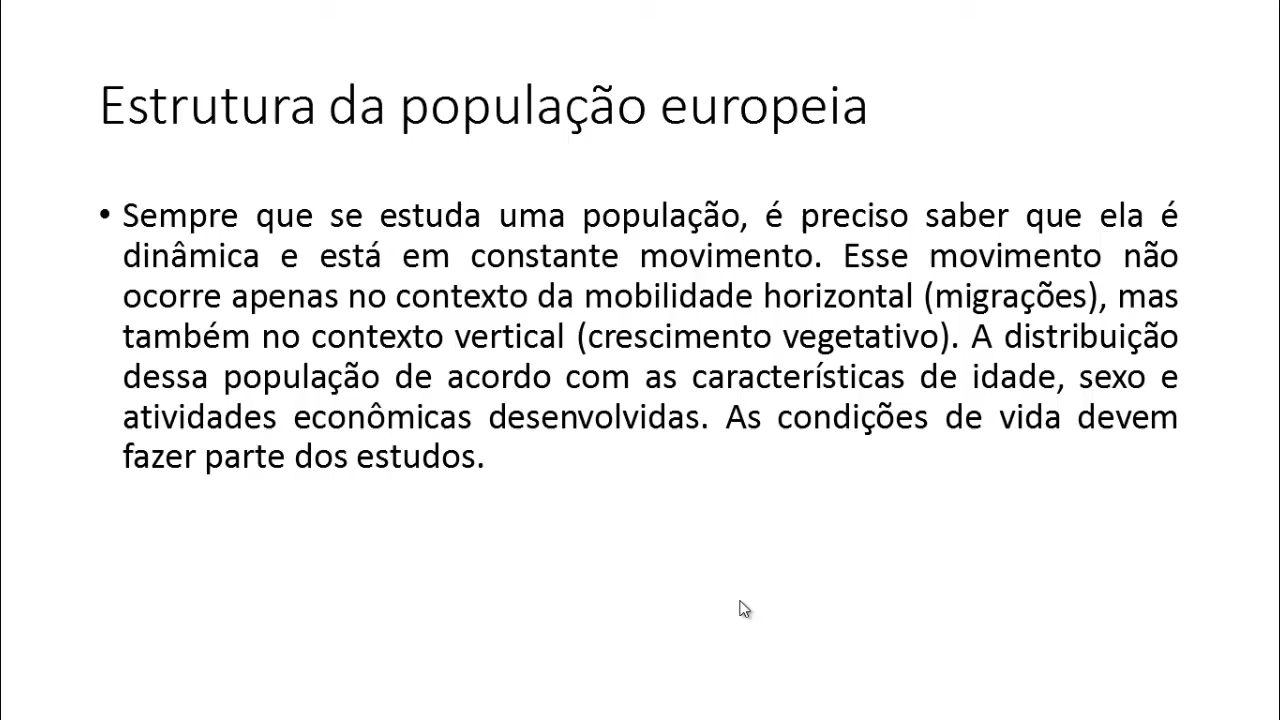 Estrutura da população europeia
• Sempre que se estuda uma população, é preciso saber que ela é
dinâmica e está em constante movimento. Esse movimento não
ocorre apenas no contexto da mobilidade horizontal (migrações), mas
também no contexto vertical (crescimento vegetativo). A distribuição
dessa população de acordo com as características de idade, sexo e
atividades econômicas desenvolvidas. As condições de vida devem
fazer parte dos estudos.